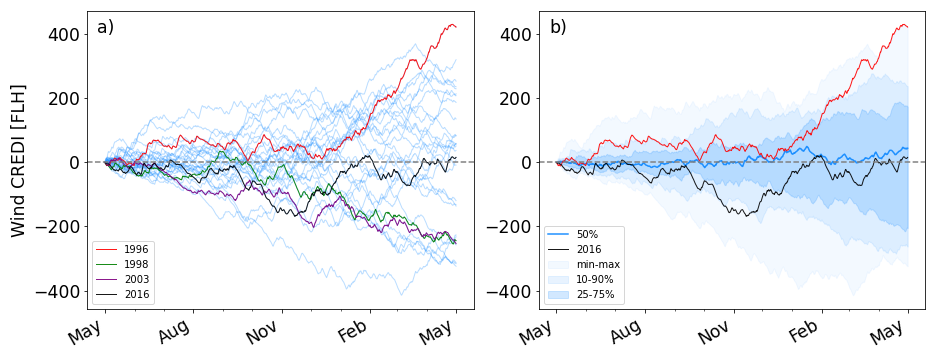 a)
Wind CREDI [FLH]
400
200
0
−200
−400
1996
1998
2003
2016
May
Aug
Nov
Feb
May
b)
400
200
0
−200
−400
50%
2016
min-max
10-90%
25-75%
May
Aug
Nov
Feb
May